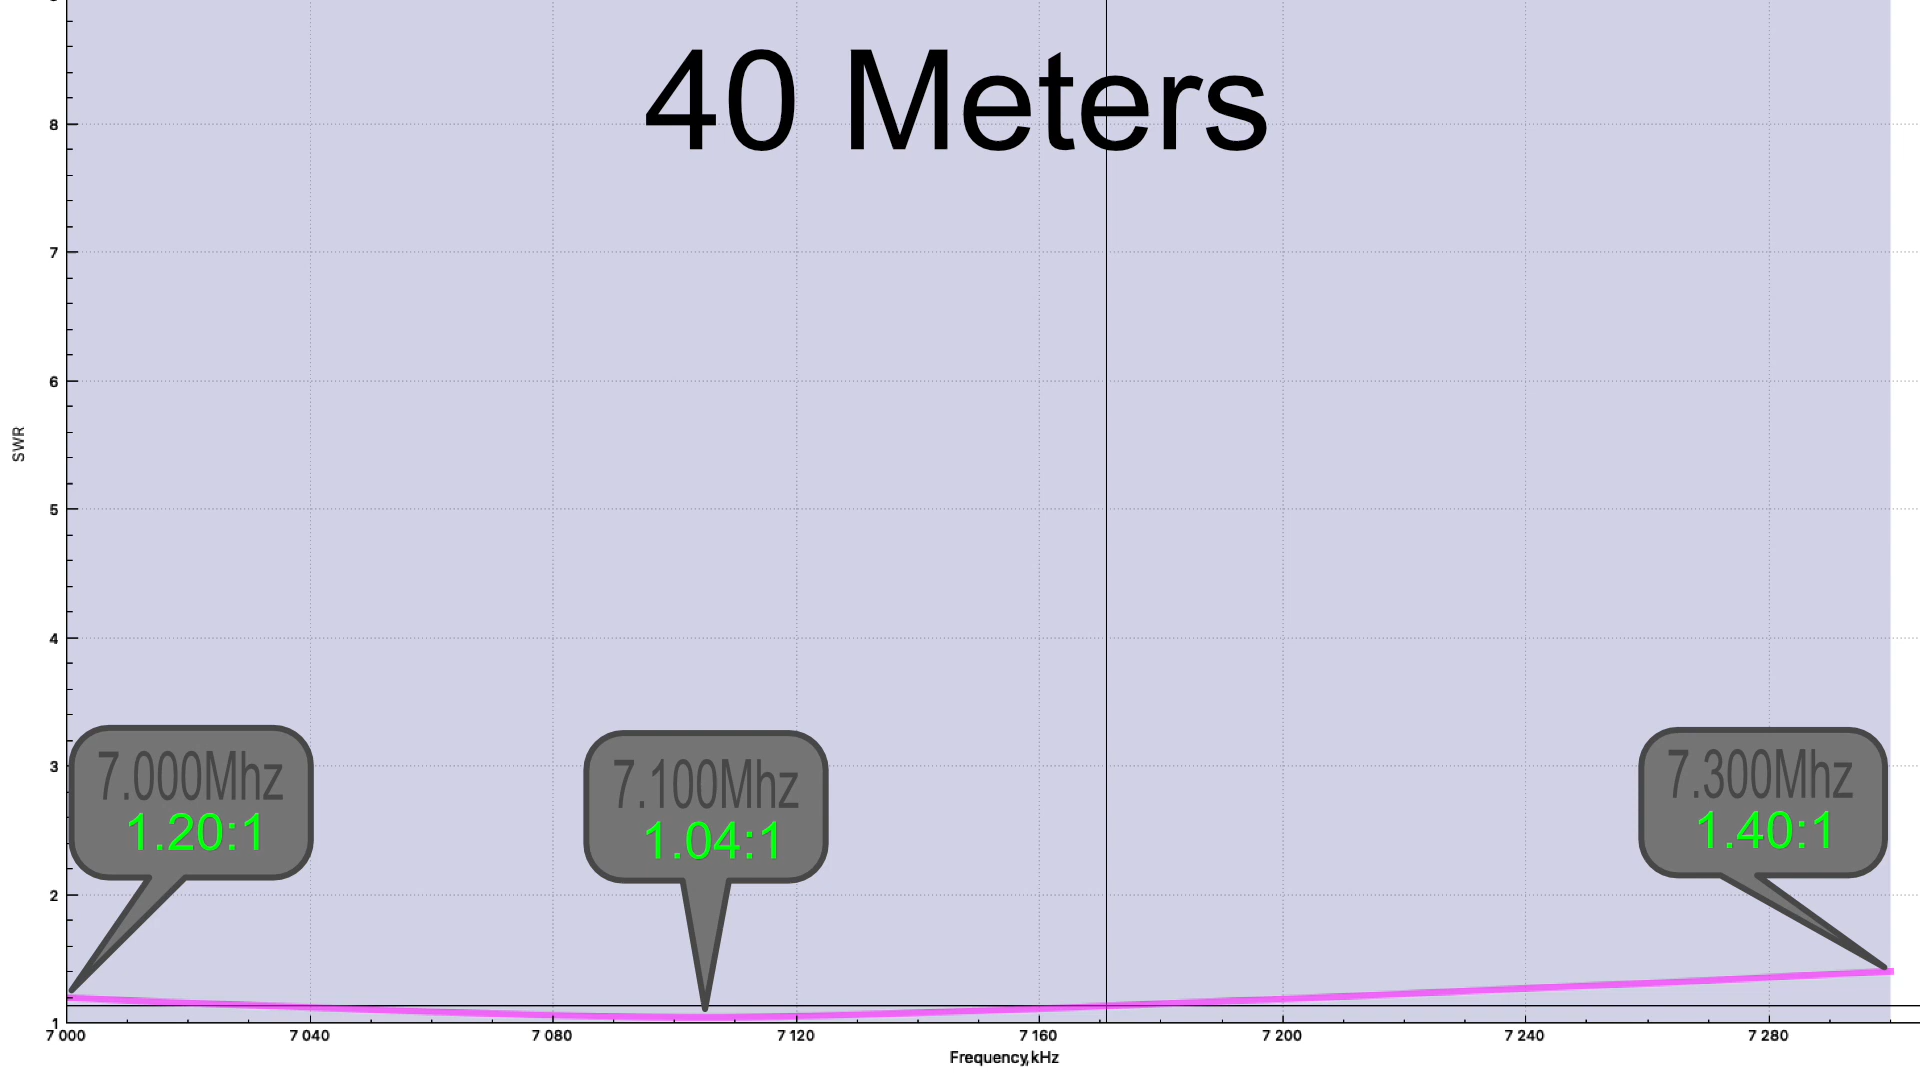 40 Meters
8
7
6
5
4
3
2
1
SWR
7.000Mhz
1.20:1
7.100Mhz
1.04:1
7.300Mhz
1.40:1
7 000 7 040 7 080 7 120 7 160 7 200 7 240 7 280
Frequency,kHz